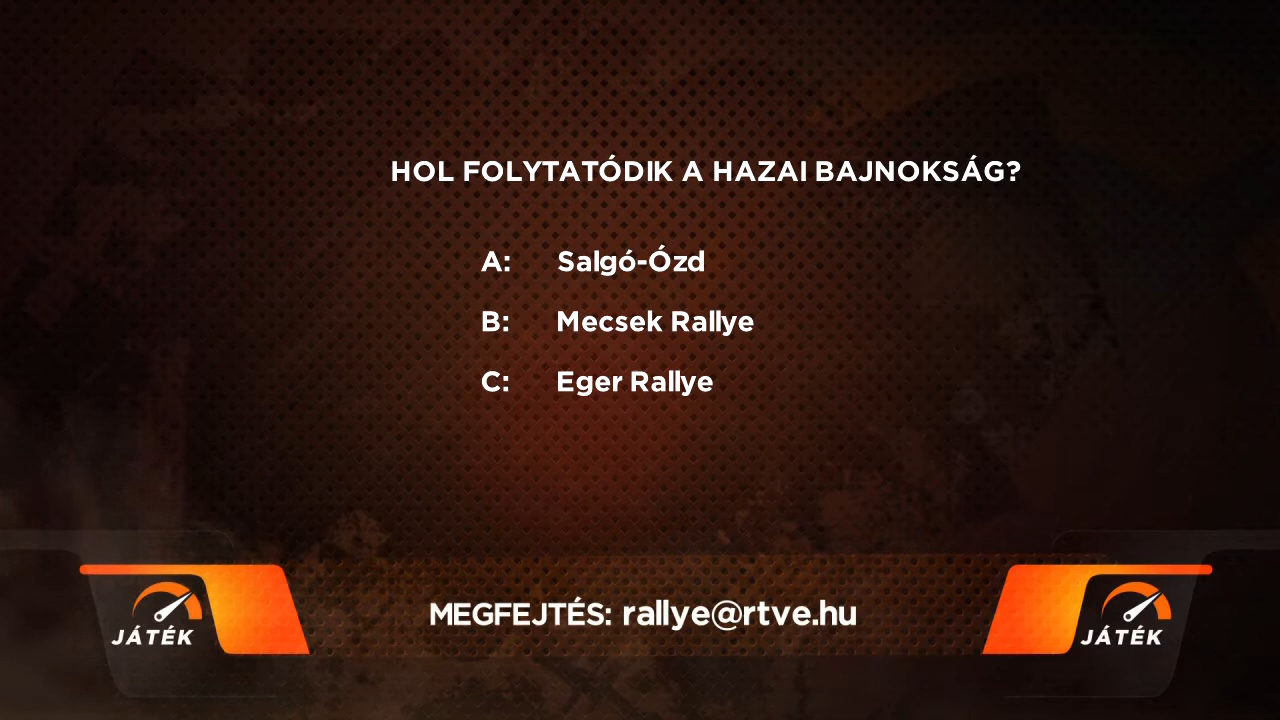 HOL FOLYTATÓDIK A HAZAI BAJNOKSÁG?
A: Salgó-Ózd
B: Mecsek Rallye
C: Eger Rallye
JÁTÉK
MEGFEJTÉS: rallye@rtve.hu
JÁTÉK